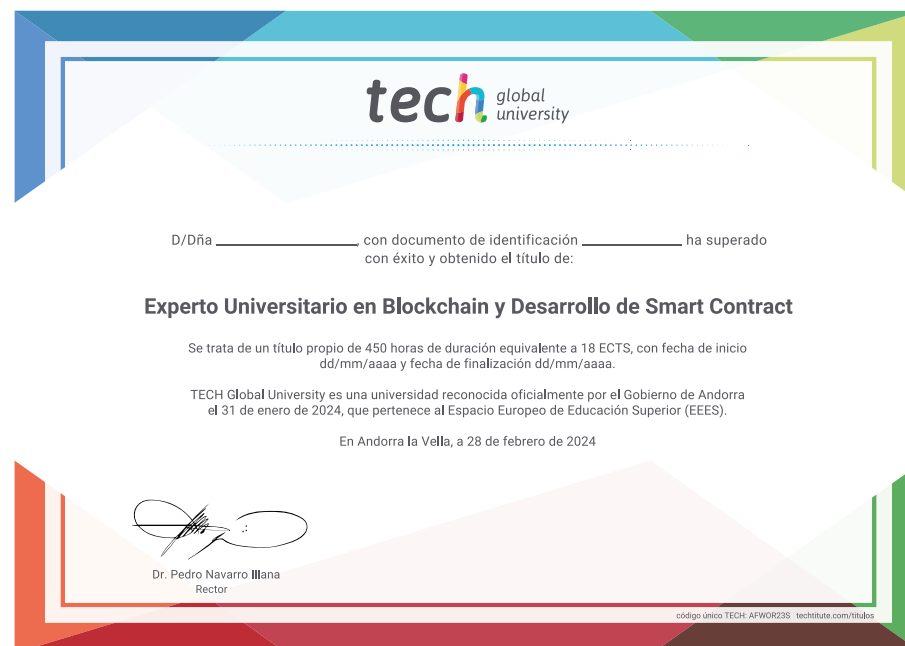 tech global university
D/Dña ____________, con documento de identificación ____________ ha superado
con éxito y obtenido el título de:
Experto Universitario en Blockchain y Desarrollo de Smart Contract
Se trata de un título propio de 450 horas de duración equivalente a 18 ECTS, con fecha de inicio
dd/mm/aaaa y fecha de finalización dd/mm/aaaa.
TECH Global University es una universidad reconocida oficialmente por el Gobierno de Andorra
el 31 de enero de 2024, que pertenece al Espacio Europeo de Educación Superior (EEES).
En Andorra la Vella, a 28 de febrero de 2024
Dr. Pedro Navarro Illana
Rector
código único TECH: AFWOR23S techtitute.com/titulos